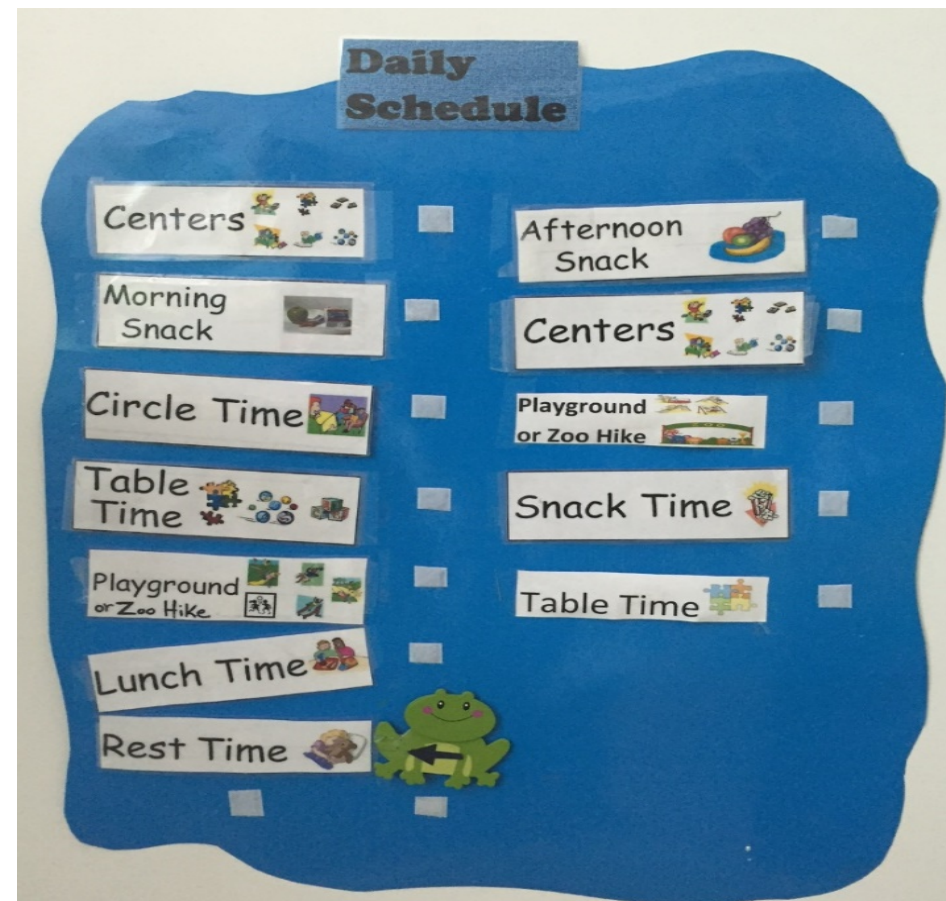 Daily
Schedule
Centers
Morning
Snack
Circle Time
Table
Time
Playground
or Zoo Hike
Lunch Time
Rest Time
Afternoon
Snack
Centers
Playground
or Zoo Hike
ZOO
Snack Time
Table Time